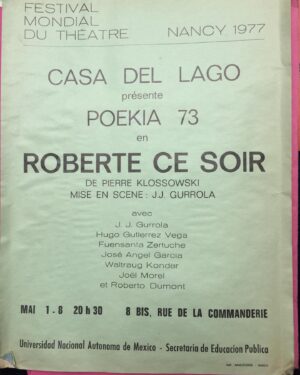 FESTIVAL
MONDIAL
DU THÉATRE NANCY, 1977
CASA DEL LAGO
présente
POEKIA 73
en
ROBERTE CE SOIR
DE PIERRE KLOSSOWSKI
MISE EN SCENE : J.J. GURROLA
avec
J. J. Gurrola
Hugo Gutierrez Vega
Fuensanta Zertuche
José Angel Garcia
Waltraug Konder
Joël Morel
et Roberto Dumont
MAI 1-8 20 h 30 8 BIS, RUE DE LA COMMANDERIE
Universidad Nacional Autonoma de Mexico - Secretaria de Educacion Publica